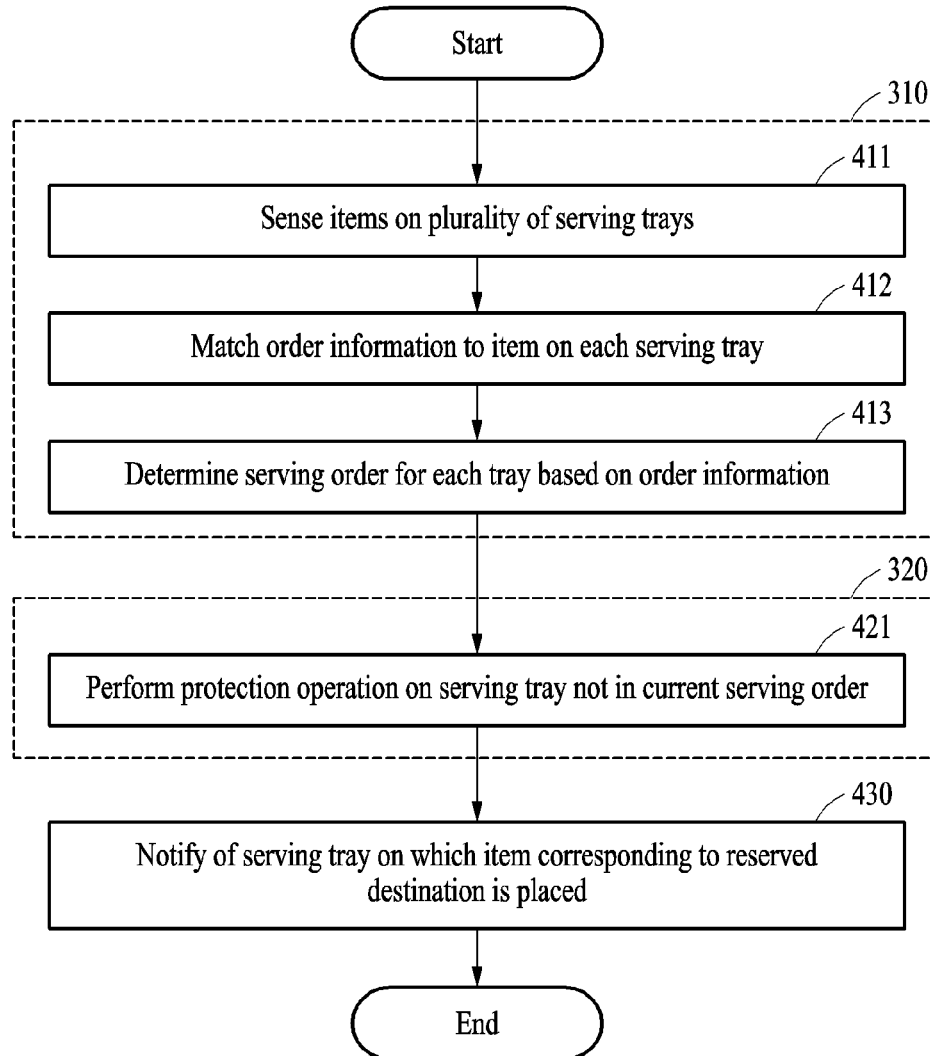 Start
310
411
Sense items on plurality of serving trays
412
Match order information to item on each serving tray
413
Determine serving order for each tray based on order information
320
421
Perform protection operation on serving tray not in current serving order
430
Notify of serving tray on which item corresponding to reserved
destination is placed
End